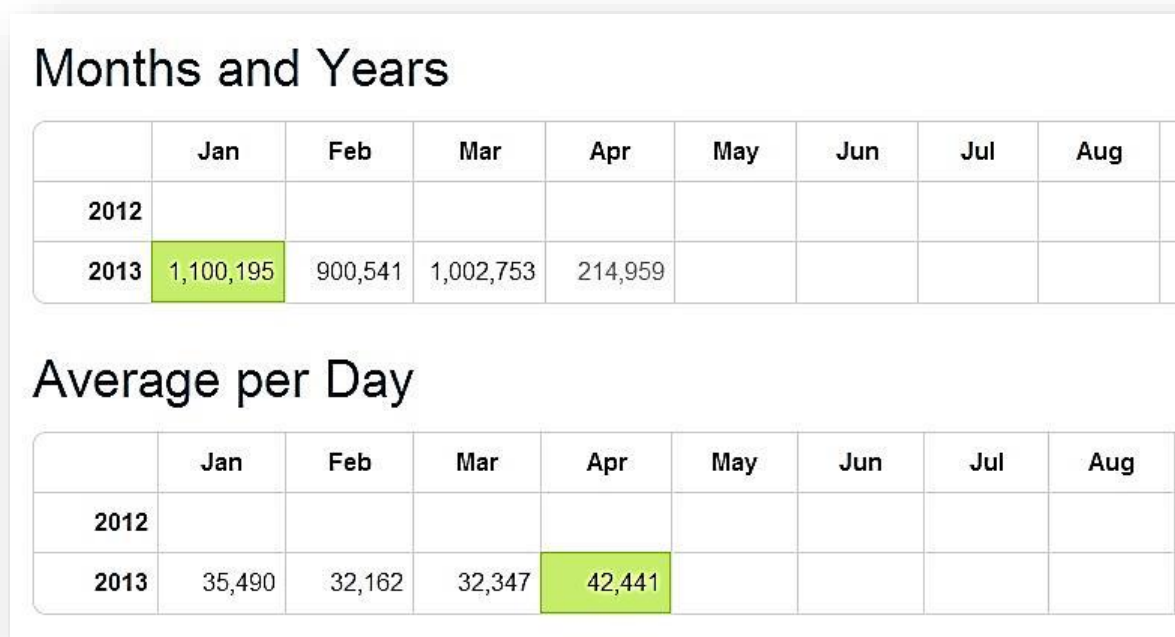 Months and Years
Jan Feb Mar Apr May Jun Jul Aug
2012
2013 1,100,195 900,541 1,002,753 214,959
Average per Day
Jan Feb Mar Apr May Jun Jul Aug
2012
2013 35,490 32,162 32,347 42,441